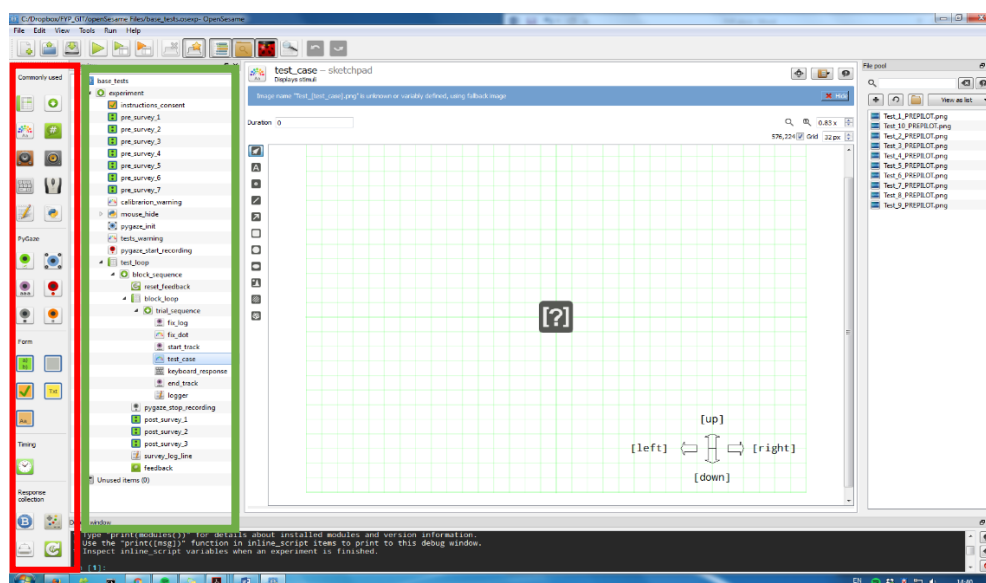 C:/Dropbox/FYP_GIT/openSesame Files/base_tests.osexp- OpenSesame
File Edit View Tools Run Help
Commonly used
PyGaze
Form
Timing
Response
collection
base_tests
experiment
instructions_consent
pre_survey_1
pre_survey_2
pre_survey_3
pre_survey_4
pre_survey_5
pre_survey_6
pre_survey_7
calibrarion_warning
mouse_hide
pygaze_init
tests_warning
pygaze_start_recording
test_loop
block_sequence
reset_feedback
block_loop
trial_sequence
fix_log
fix_dot
start_track
test_case
keyboard_response
end_track
logger
pygaze_stop_recording
post_survey_1
post_survey_2
post_survey_3
survey_log_line
feedback
Unused items (0)
test_case – sketchpad
Displays stimuli
Image name "Test_[test_case].png" is unknown or variably defined, using fallback image
Hide
Duration 0
0.83 x
576,224 Grid 32 px
[?]
[up]
[left] [right]
[down]
File pool
View as list
Test_1_PREPILOT.png
Test_10_PREPILOT.png
Test_2_PREPILOT.png
Test_3_PREPILOT.png
Test_4_PREPILOT.png
Test_5_PREPILOT.png
Test_6_PREPILOT.png
Test_7_PREPILOT.png
Test_8_PREPILOT.png
Test_9_PREPILOT.png
window
Type "print(modules())" for details about installed modules and version information.
Use the "print([msg])" function in inline_script items to print to this debug window.
Inspect inline_script variables when an experiment is finished.
[1]:
EN 14:40